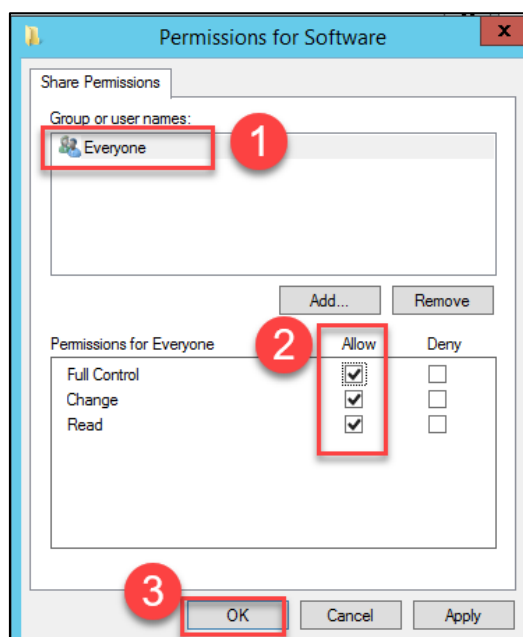 Permissions for Software
x
Share Permissions
Group or user names:
Everyone
1
Add...
Remove
Permissions for Everyone
2
Allow
Deny
Full Control
Change
Read
3
OK
Cancel
Apply